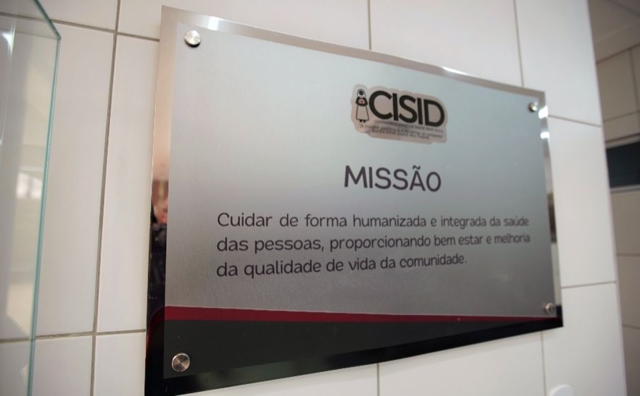 CISID
MISSÃO
Cuidar de forma humanizada e integrada da saúde
das pessoas, proporcionando bem estar e melhoria
da qualidade de vida da comunidade.